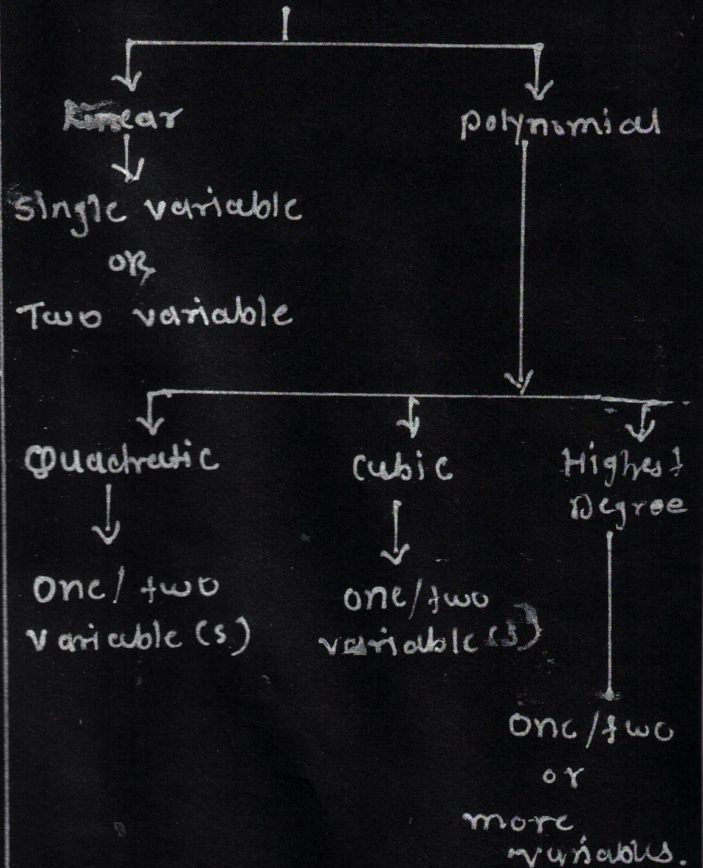 Linear
polynomial
single variable
OR
Two variable
Quadratic
cubic
Highest
Degree
one/two
variable(s)
one/two
variable(s)
one/two
or
more
variables.